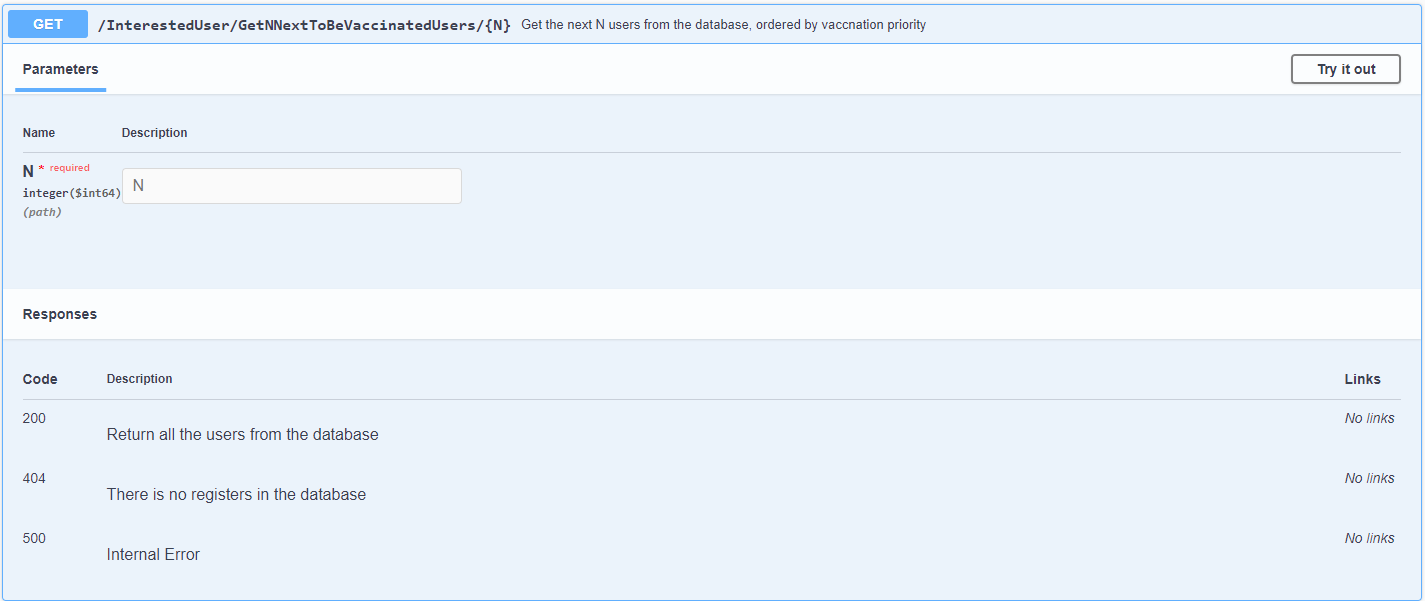 GET /InterestedUser/GetNNextToBeVaccinatedUsers/{N} Get the next N users from the database, ordered by vaccnation priority
Parameters Try it out
Name Description
N * required
integer($int64) N
(path)
Responses
Code Description Links
200 No links
Return all the users from the database
404 No links
There is no registers in the database
500 No links
Internal Error